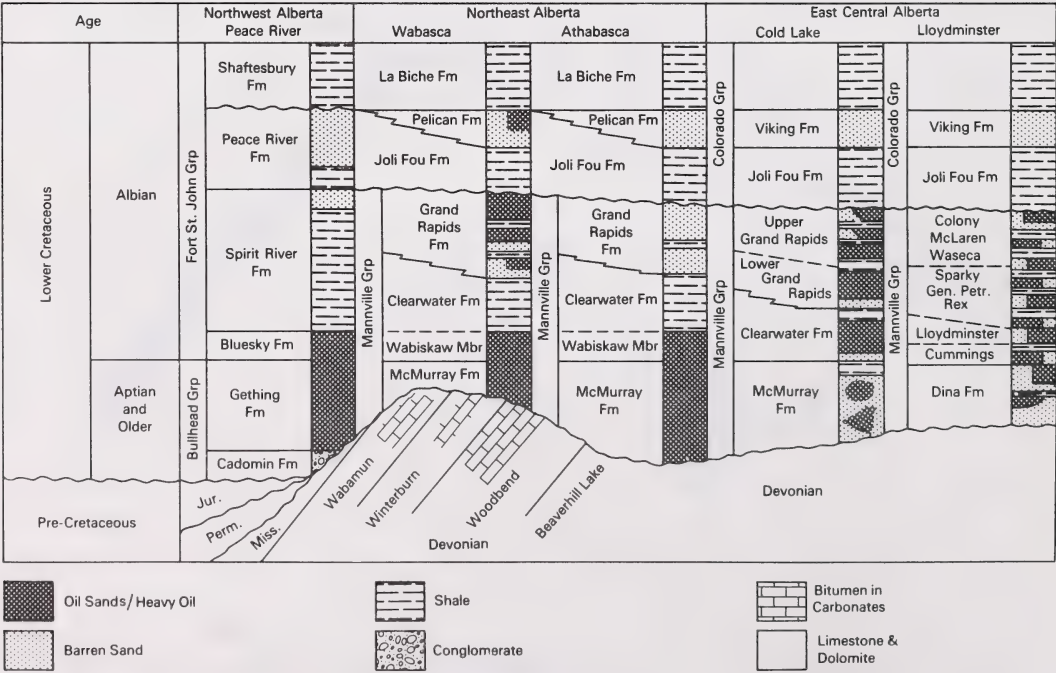 Age
Northwest Alberta
Peace River
Northeast Alberta
Wabasca
Athabasca
East Central Alberta
Cold Lake
Lloydminster
Lower Cretaceous
Albian
Aptian
and
Older
Pre-Cretaceous
Fort St. John Grp
Bullhead Grp
Shaftesbury
Fm
Peace River
Fm
Spirit River
Fm
Bluesky Fm
Gething
Fm
Cadomin Fm
Jur.
Perm.
Miss.
La Biche Fm
Pelican Fm
Joli Fou Fm
Mannville Grp
Grand
Rapids
Fm
Clearwater Fm
Wabiskaw Mbr
McMurray Fm
Wabamun
Winterburn
Woodbend
Beaverhill Lake
Devonian
La Biche Fm
Pelican Fm
Joli Fou Fm
Mannville Grp
Grand
Rapids
Fm
Clearwater Fm
Wabiskaw Mbr
McMurray
Fm
Colorado Grp
Mannville Grp
Viking Fm
Joli Fou Fm
Upper
Grand Rapids
Lower
Grand
Rapids
Clearwater Fm
McMurray
Fm
Colorado Grp
Mannville Grp
Viking Fm
Joli Fou Fm
Colony
McLaren
Waseca
Sparky
Gen. Petr.
Rex
Lloydminster
Cummings
Dina Fm
Devonian
Oil Sands/Heavy Oil
Barren Sand
Shale
Conglomerate
Bitumen in
Carbonates
Limestone &
Dolomite